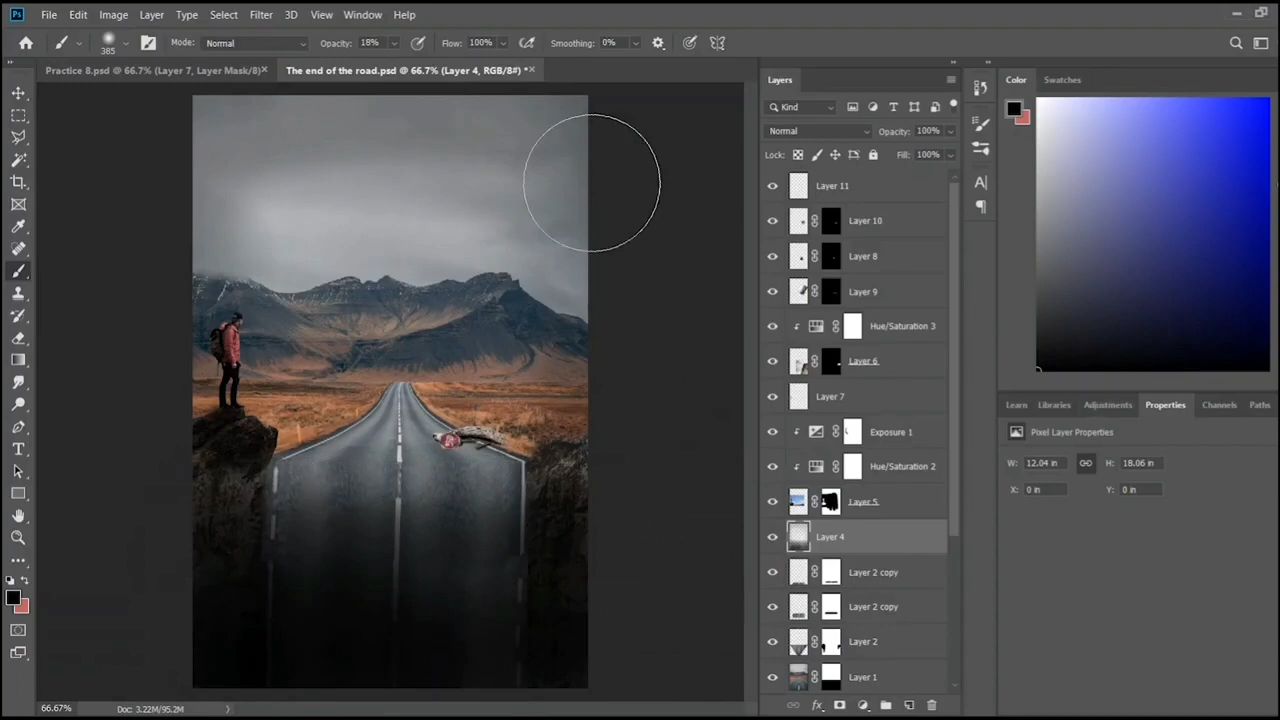 Ps File Edit Image Layer Type Select Filter 3D View Window Help
385 Mode: Normal Opacity: 18% Flow: 100% Smoothing: 0%
Practice 8.psd @ 66.7% (Layer 7, Layer Mask/8) × The end of the road.psd @ 66.7% (Layer 4, RGB/8#) * ×
Layers
Kind
Normal Opacity: 100%
Lock: Fill: 100%
Layer 11
Layer 10
Layer 8
Layer 9
Hue/Saturation 3
Layer 6
Layer 7
Exposure 1
Hue/Saturation 2
Layer 5
Layer 4
Layer 2 copy
Layer 2 copy
Layer 2
Layer 1
fx
Color Swatches
Learn Libraries Adjustments Properties Channels Paths
Pixel Layer Properties
W: 12.04 in H: 18.06 in
X: 0 in Y: 0 in
66.67% Doc: 3.22M/95.2M